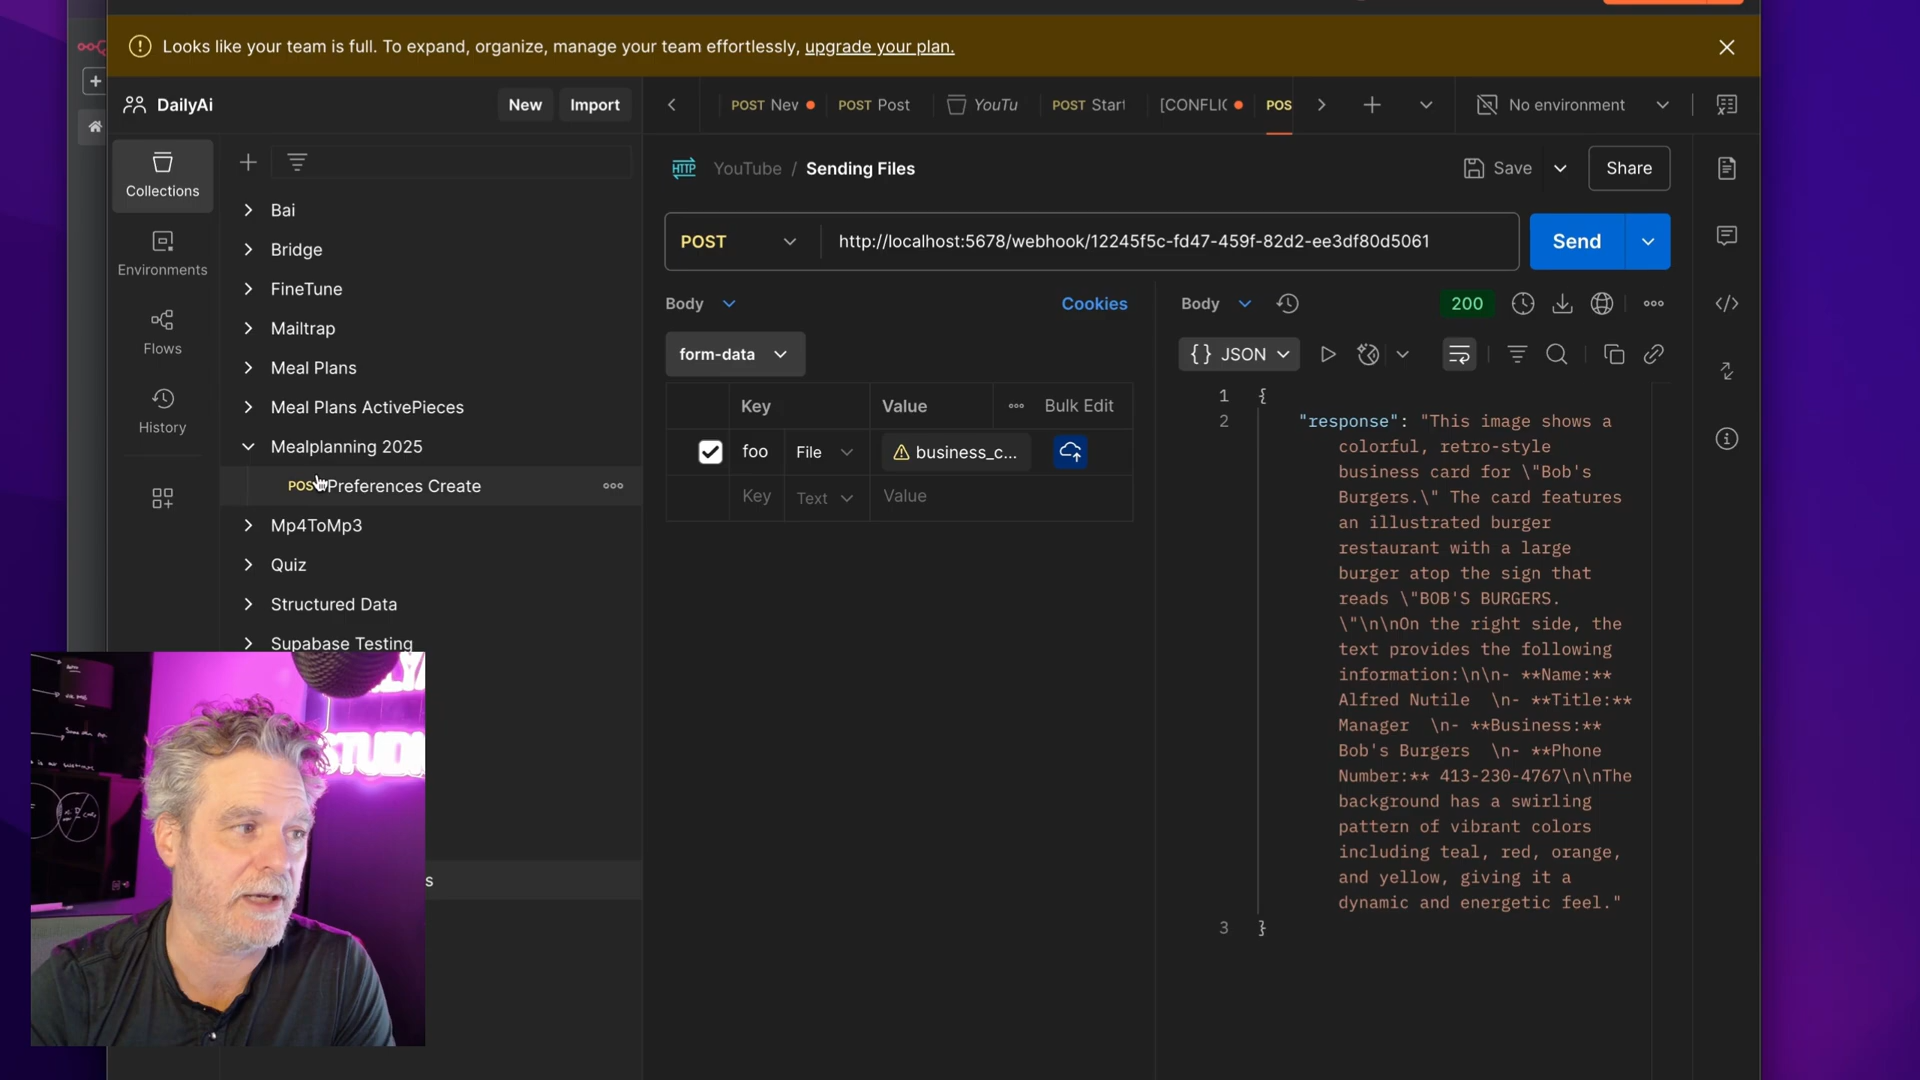 Looks like your team is full. To expand, organize, manage your team effortlessly, upgrade your plan.
DailyAi
New
Import
POST Nev
POST Post
YouTu
POST Start
[CONFLIC
POS
No environment
Collections
Environments
Flows
History
Bai
Bridge
FineTune
Mailtrap
Meal Plans
Meal Plans ActivePieces
Mealplanning 2025
POS Preferences Create
Mp4ToMp3
Quiz
Structured Data
Supabase Testing
s
HTTP YouTube / Sending Files
Save
Share
POST
http://localhost:5678/webhook/12245f5c-fd47-459f-82d2-ee3df80d5061
Send
Body
Cookies
form-data
Key Value Bulk Edit
foo File business_c...
Key Text Value
Body
200
{} JSON
1 {
2 "response": "This image shows a
colorful, retro-style
business card for \"Bob's
Burgers.\" The card features
an illustrated burger
restaurant with a large
burger atop the sign that
reads \"BOB'S BURGERS.
\"\n\nOn the right side, the
text provides the following
information:\n\n- **Name:**
Alfred Nutile  \n- **Title:**
Manager  \n- **Business:**
Bob's Burgers  \n- **Phone
Number:** 413-230-4767\n\nThe
background has a swirling
pattern of vibrant colors
including teal, red, orange,
and yellow, giving it a
dynamic and energetic feel."
3 }